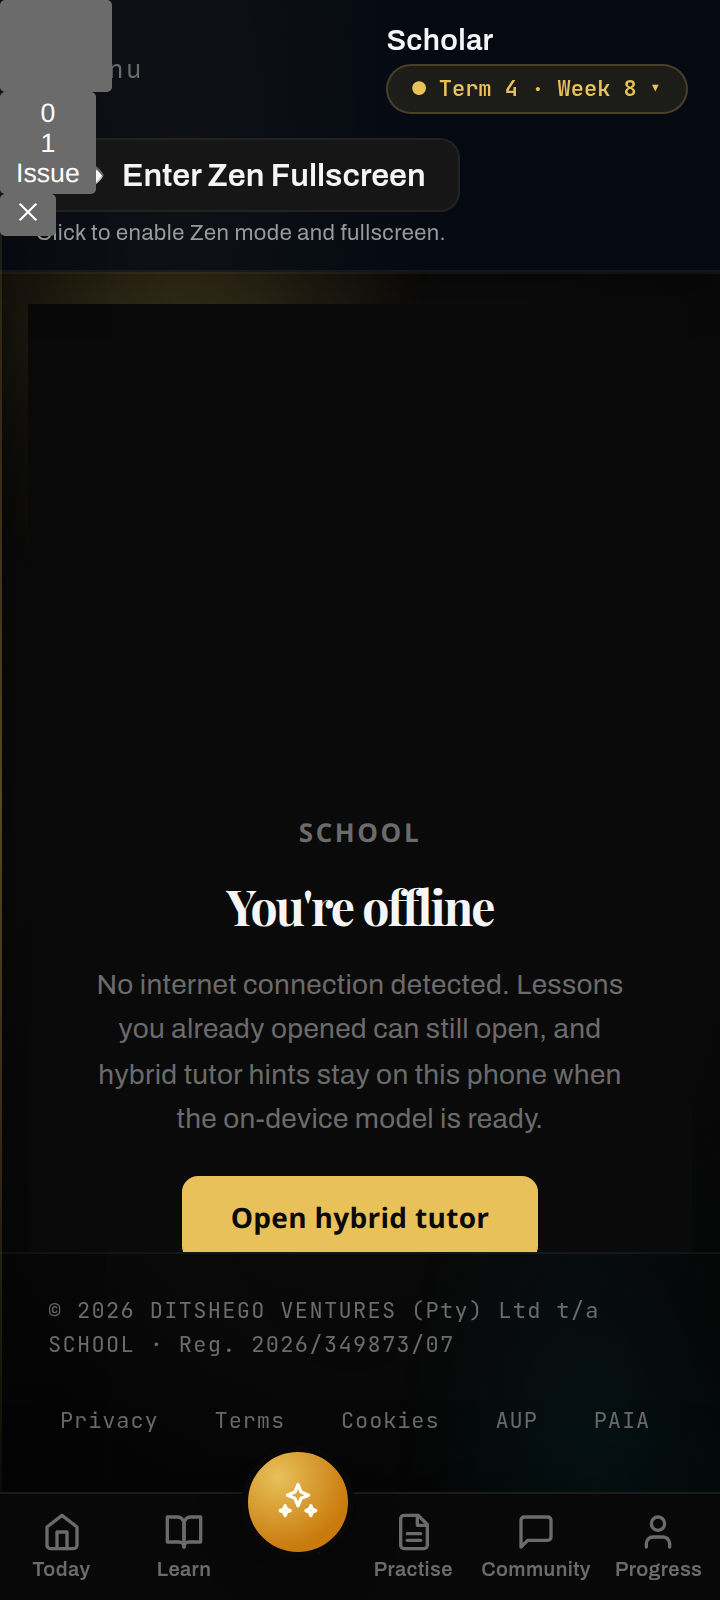 Scholar
Term 4 · Week 8 ▾
0
1
Issue
Enter Zen Fullscreen
Click to enable Zen mode and fullscreen.
SCHOOL
You're offline
No internet connection detected. Lessons
you already opened can still open, and
hybrid tutor hints stay on this phone when
the on-device model is ready.
Open hybrid tutor
© 2026 DITSHEGO VENTURES (Pty) Ltd t/a
SCHOOL · Reg. 2026/349873/07
Privacy Terms Cookies AUP PAIA
Today Learn Practise Community Progress